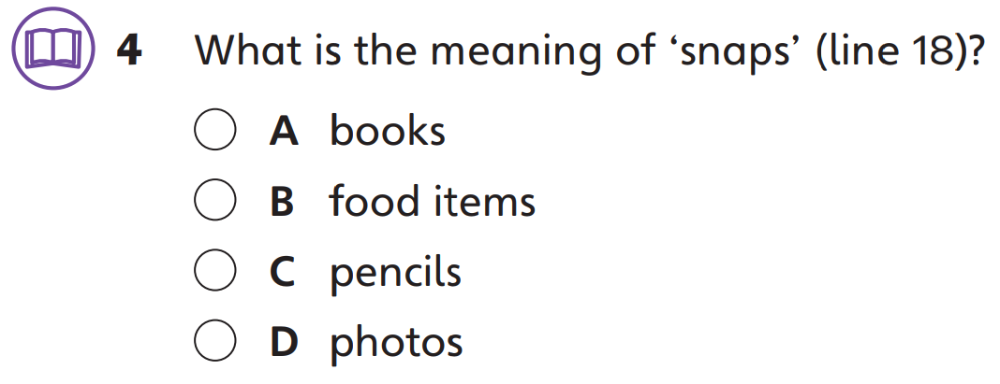 4 What is the meaning of ‘snaps’ (line 18)?
A books
B food items
C pencils
D photos